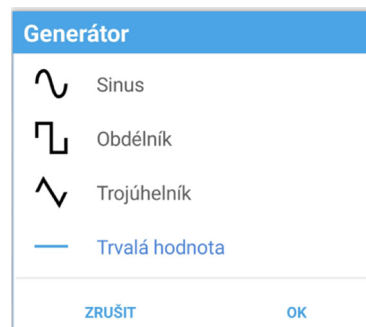 Generátor
Sinus
Obdélník
Trojúhelník
Trvalá hodnota
ZRUŠIT OK